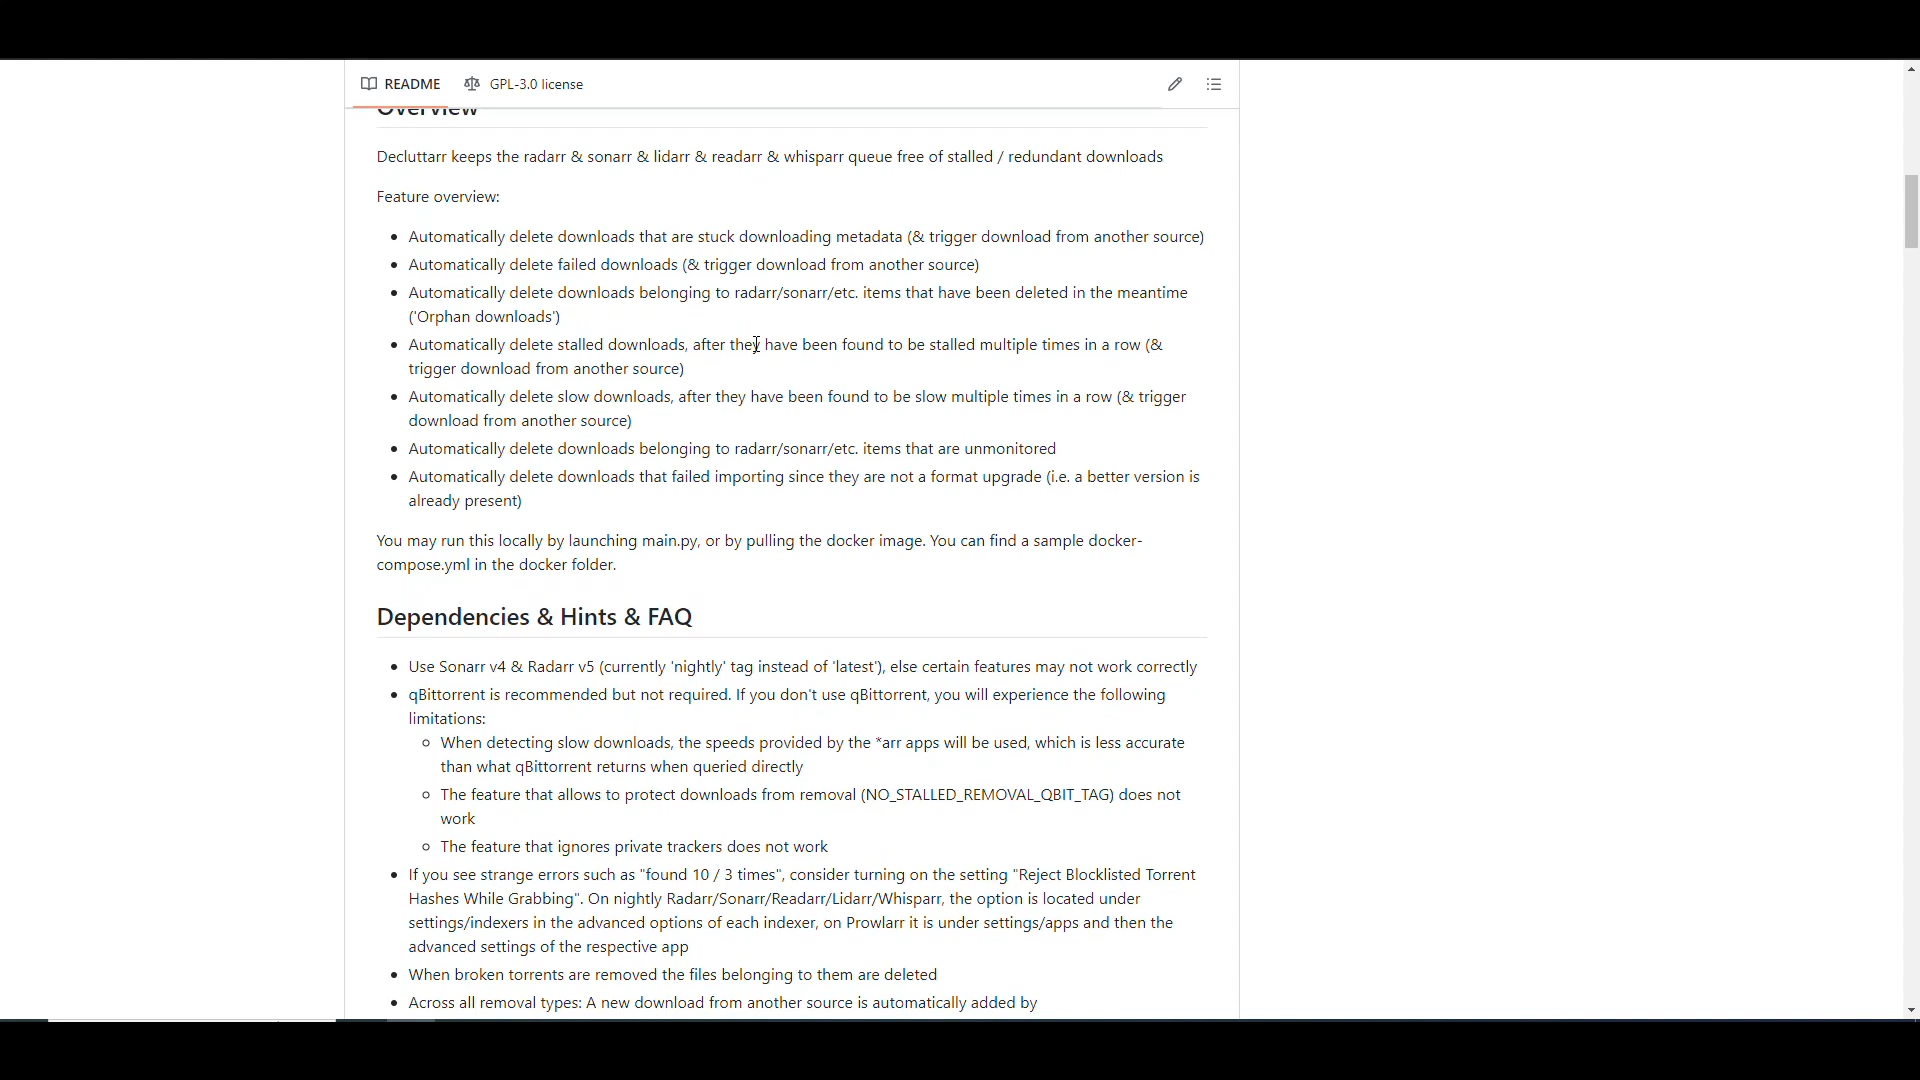 README GPL-3.0 license
Overview
Decluttarr keeps the radarr & sonarr & lidarr & readarr & whisparr queue free of stalled / redundant downloads
Feature overview:
• Automatically delete downloads that are stuck downloading metadata (& trigger download from another source)
• Automatically delete failed downloads (& trigger download from another source)
• Automatically delete downloads belonging to radarr/sonarr/etc. items that have been deleted in the meantime
('Orphan downloads')
• Automatically delete stalled downloads, after they have been found to be stalled multiple times in a row (&
trigger download from another source)
• Automatically delete slow downloads, after they have been found to be slow multiple times in a row (& trigger
download from another source)
• Automatically delete downloads belonging to radarr/sonarr/etc. items that are unmonitored
• Automatically delete downloads that failed importing since they are not a format upgrade (i.e. a better version is
already present)
You may run this locally by launching main.py, or by pulling the docker image. You can find a sample docker-
compose.yml in the docker folder.
Dependencies & Hints & FAQ
• Use Sonarr v4 & Radarr v5 (currently 'nightly' tag instead of 'latest'), else certain features may not work correctly
• qBittorrent is recommended but not required. If you don't use qBittorrent, you will experience the following
limitations:
◦ When detecting slow downloads, the speeds provided by the *arr apps will be used, which is less accurate
than what qBittorrent returns when queried directly
◦ The feature that allows to protect downloads from removal (NO_STALLED_REMOVAL_QBIT_TAG) does not
work
◦ The feature that ignores private trackers does not work
• If you see strange errors such as "found 10 / 3 times", consider turning on the setting "Reject Blocklisted Torrent
Hashes While Grabbing". On nightly Radarr/Sonarr/Readarr/Lidarr/Whisparr, the option is located under
settings/indexers in the advanced options of each indexer, on Prowlarr it is under settings/apps and then the
advanced settings of the respective app
• When broken torrents are removed the files belonging to them are deleted
• Across all removal types: A new download from another source is automatically added by